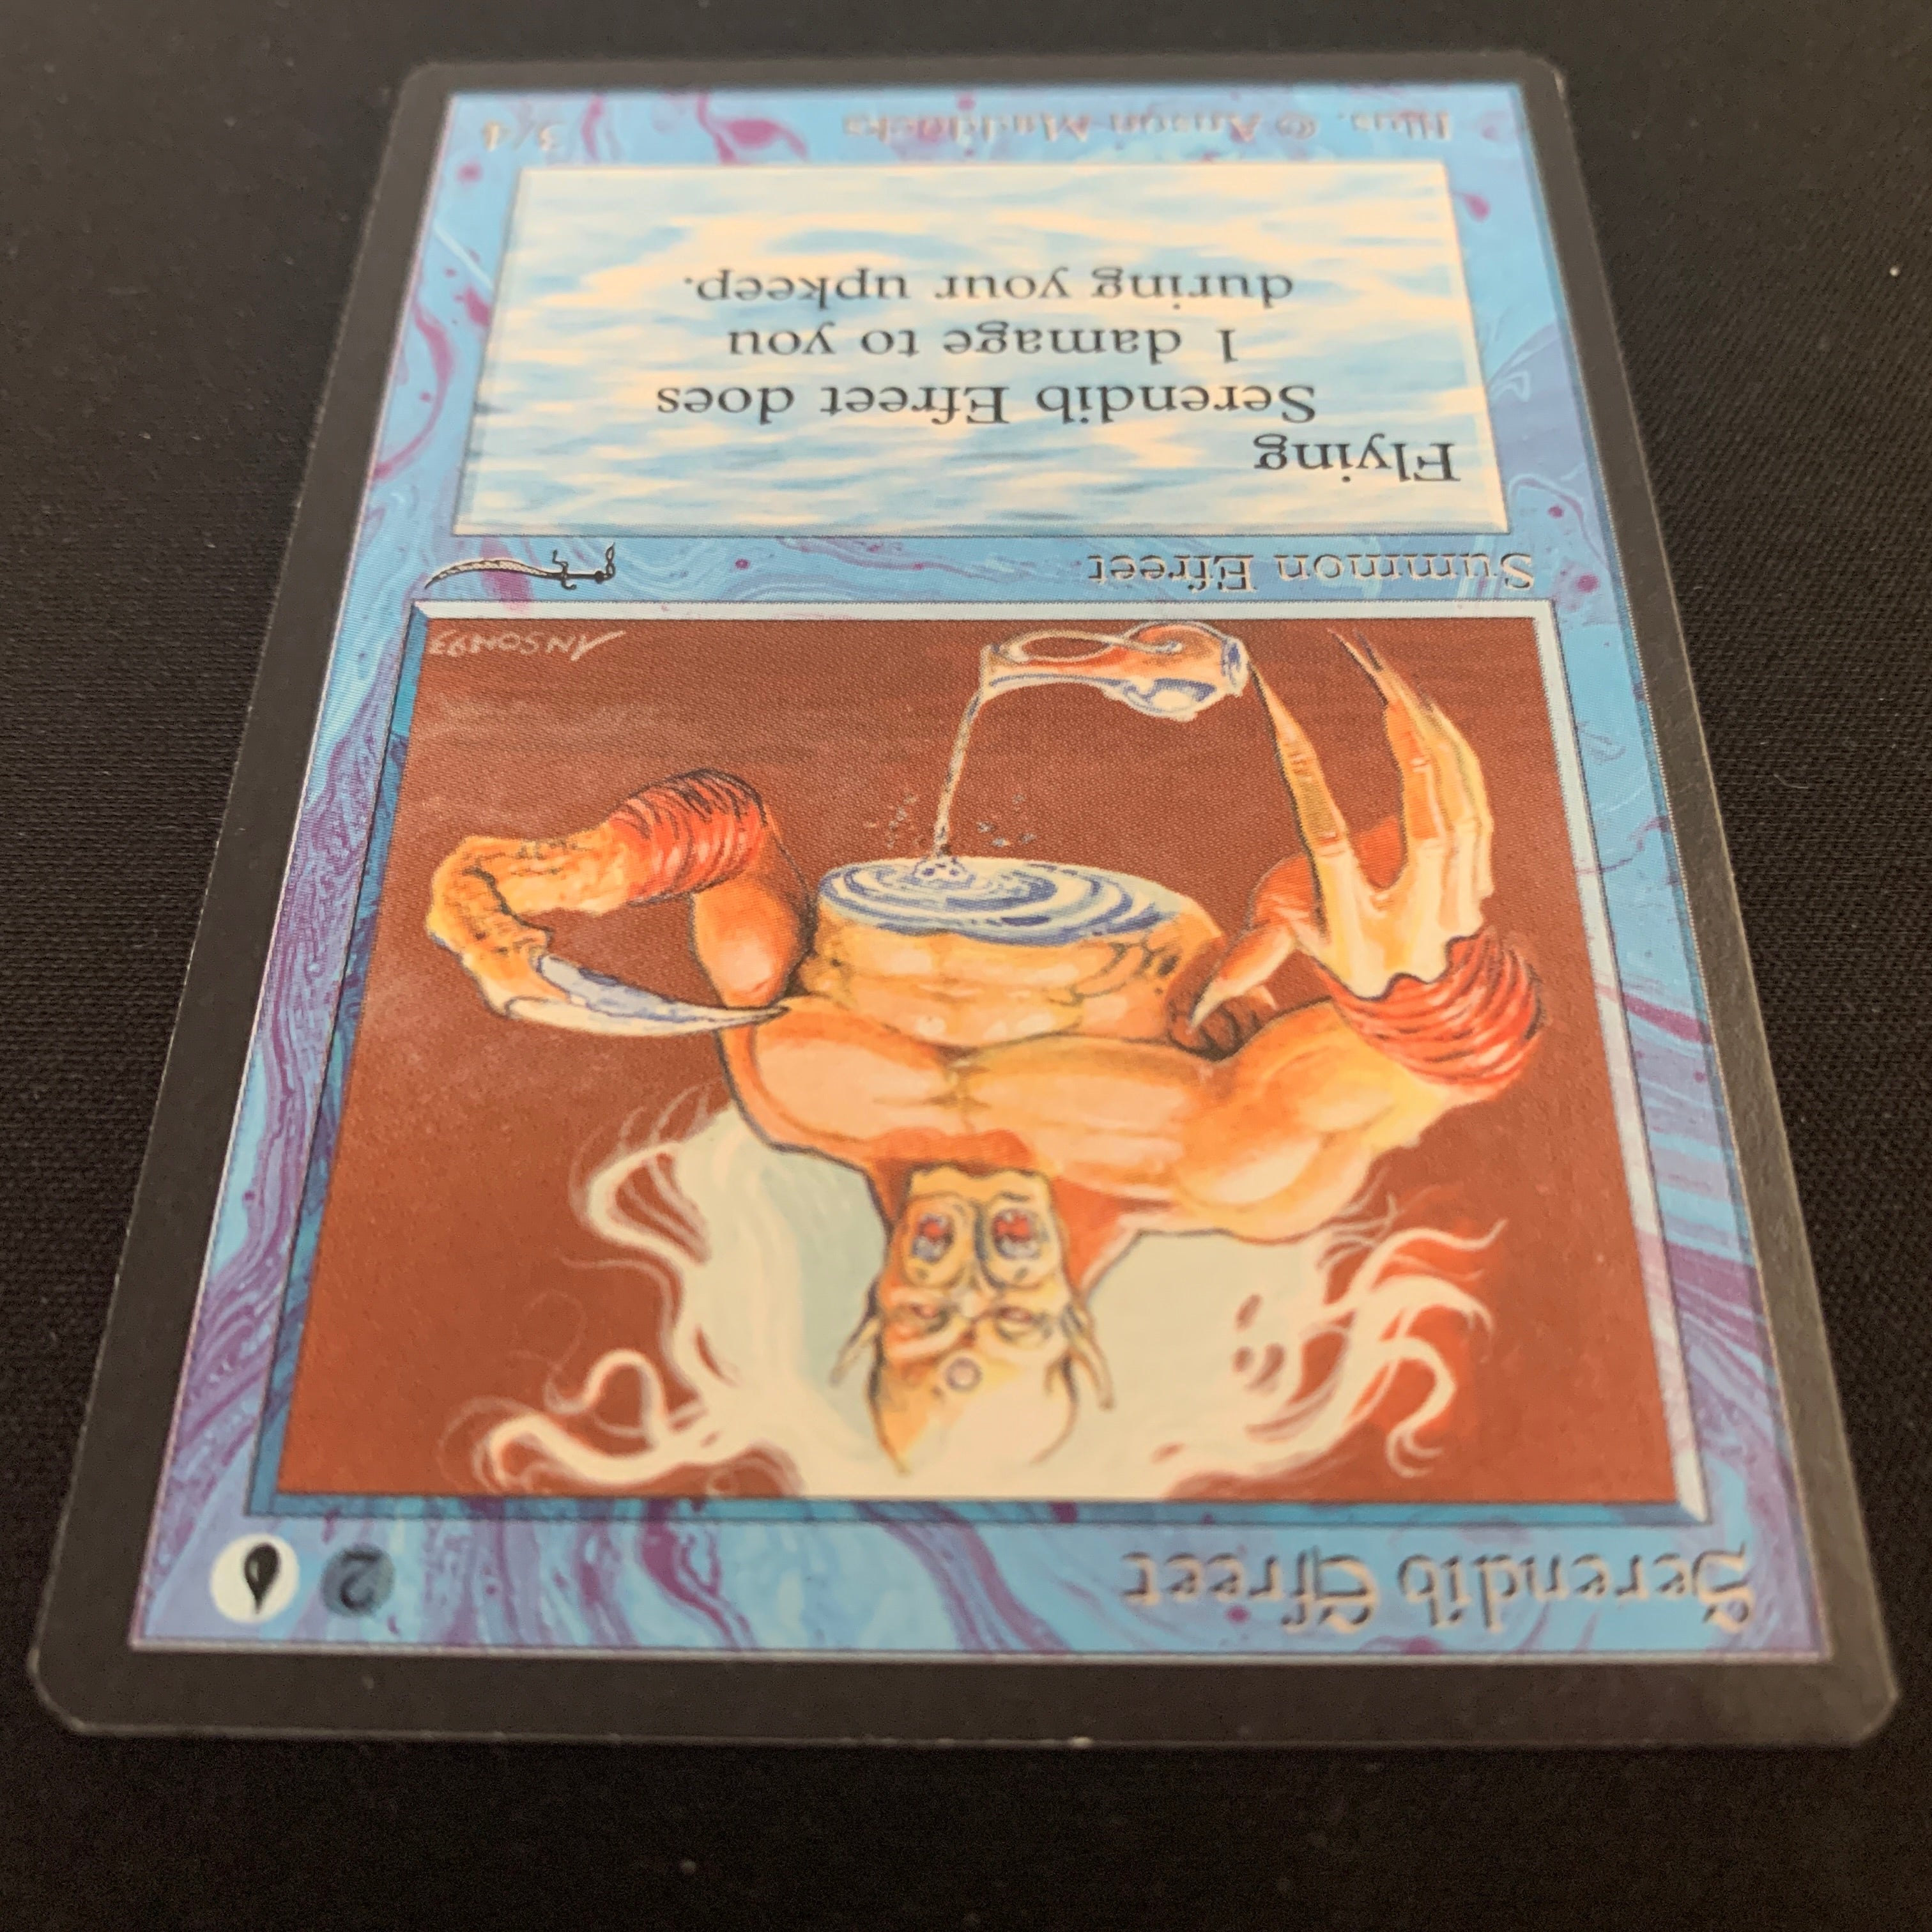 Serendib Efreet
2
ANSON93
Summon Efreet
Flying
Serendib Efreet does
1 damage to you
during your upkeep.
Illus. © Anson Maddocks
3/4